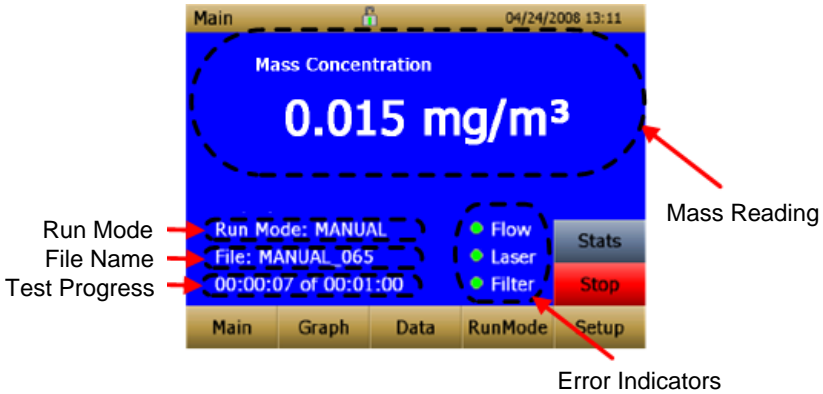 Main 04/24/2008 13:11
Mass Concentration
0.015 mg/m³
Mass Reading
Run Mode
Run Mode: MANUAL
File Name
File: MANUAL_065
Test Progress
00:00:07 of 00:01:00
Flow
Laser
Filter
Stats
Stop
Main Graph Data RunMode Setup
Error Indicators